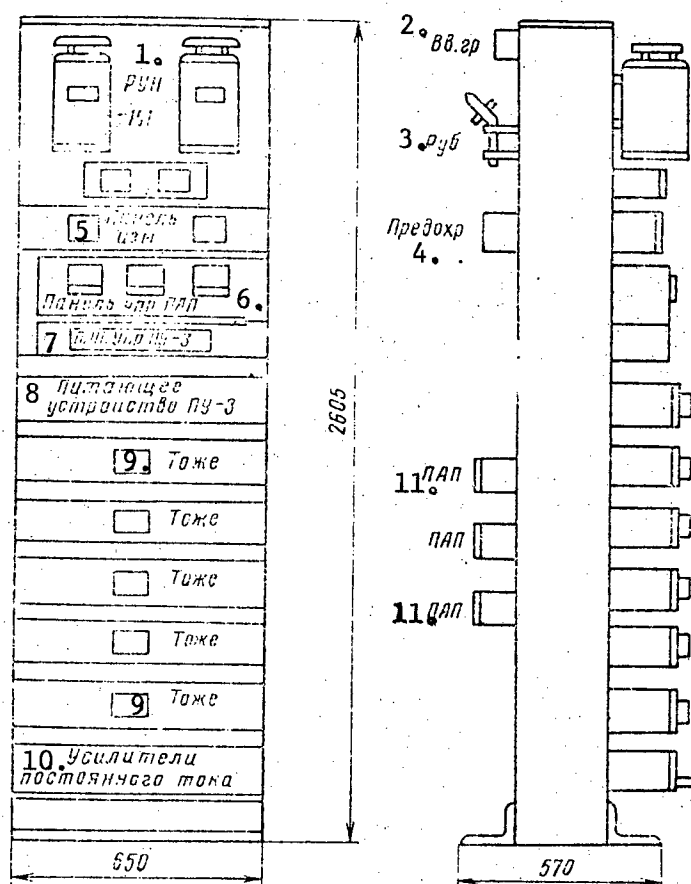 1.
РУН
2.
Вв.гр
3. Руб
Предохр
4.
5 Панель
изм
Панель упр ПАП 6.
7
8 Питающее
устройство ПУ-3
9. Тоже
Тоже
Тоже
Тоже
9 Тоже
10. Усилители
постоянного тока
11. ПАП
ПАП
11. ПАП
2605
650
570